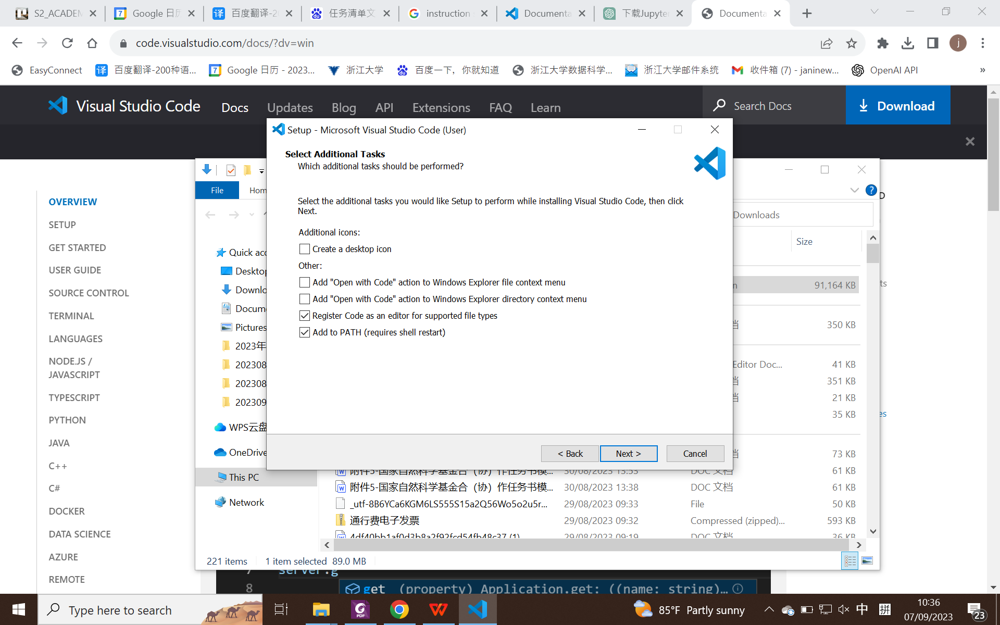 S2_ACADEM
Google 日历
百度翻译-2
任务清单文
instruction
Documenta
下载Jupyter
Documenta
code.visualstudio.com/docs/?dv=win
j
EasyConnect
百度翻译-200种语...
Google 日历 - 2023...
浙江大学
百度一下，你就知道
浙江大学数据科学...
浙江大学邮件系统
收件箱 (7) - janinew...
OpenAI API
»
Visual Studio Code
Docs
Updates
Blog
API
Extensions
FAQ
Learn
Search Docs
Download
OVERVIEW
SETUP
GET STARTED
USER GUIDE
SOURCE CONTROL
TERMINAL
LANGUAGES
NODE.JS /
JAVASCRIPT
TYPESCRIPT
PYTHON
JAVA
C++
C#
DOCKER
DATA SCIENCE
AZURE
REMOTE
Setup - Microsoft Visual Studio Code (User)
Select Additional Tasks
Which additional tasks should be performed?
Select the additional tasks you would like Setup to perform while installing Visual Studio Code, then click
Next.
Additional icons:
Create a desktop icon
Other:
Add "Open with Code" action to Windows Explorer file context menu
Add "Open with Code" action to Windows Explorer directory context menu
Register Code as an editor for supported file types
Add to PATH (requires shell restart)
< Back
Next >
Cancel
File
Hom
Downloads
Size
Quick acc
Desktop
Downlo
Docume
Pictures
2023年
202308
202308
202309
WPS云盘
OneDrive
This PC
Network
n 91,164 KB
档 350 KB
Editor Doc... 41 KB
档 351 KB
档 21 KB
35 KB
档 73 KB
附件5-国家自然科学基金合（协）作任务书模... 30/08/2023 13:53 DOC 文档 61 KB
附件5-国家自然科学基金合（协）作任务书模... 30/08/2023 13:38 DOC 文档 61 KB
_utf-8B6YCa6KGM6LS555S15a2Q56Wo5o2u5r... 29/08/2023 09:33 File 50 KB
通行费电子发票 29/08/2023 09:32 Compressed (zipped)... 593 KB
4df40bb1af0d3b8a2f92fcd54fb48c37 (1) 29/08/2023 09:19 DOC 文档 36 KB
221 items
1 item selected 89.0 MB
ts
es
7 server.g
8
get (property) Application.get: ((name: string)...
Type here to search
PDF
85°F Partly sunny
中
拼
10:36
07/09/2023
23